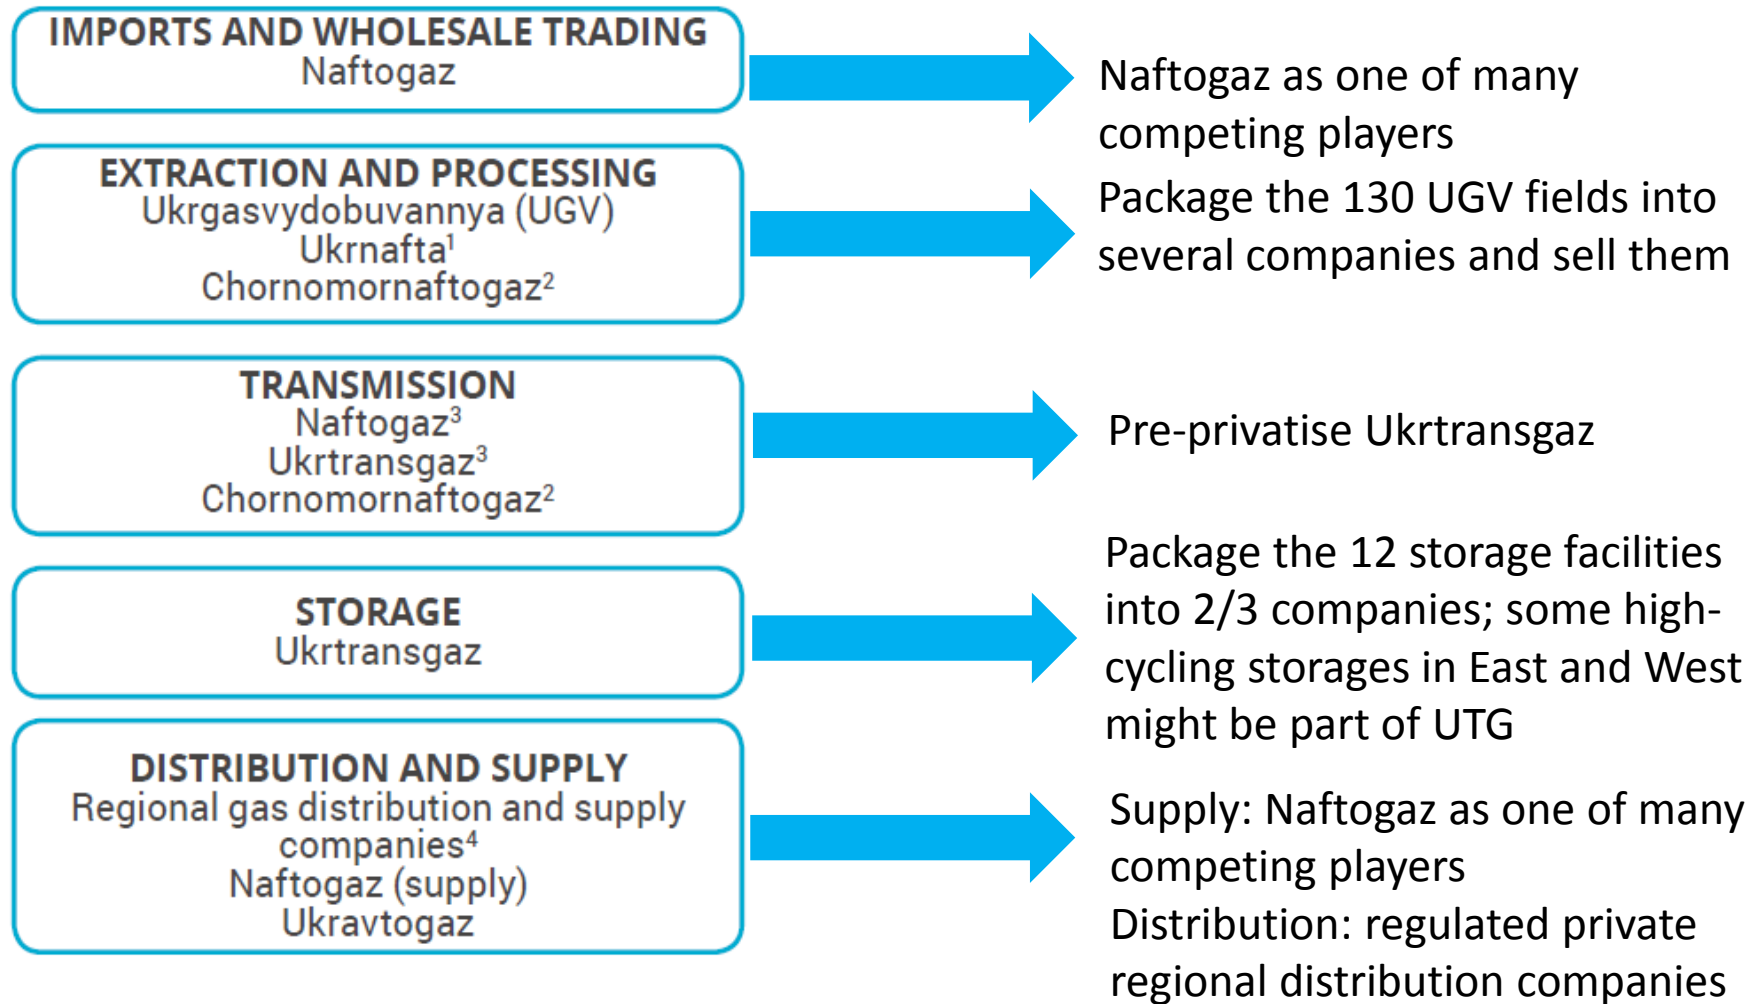 IMPORTS AND WHOLESALE TRADING
Naftogaz
Naftogaz as one of many
competing players
EXTRACTION AND PROCESSING
Ukrgasvydobuvannya (UGV)
Ukrnafta¹
Chornomornaftogaz²
Package the 130 UGV fields into
several companies and sell them
TRANSMISSION
Naftogaz³
Ukrtransgaz³
Chornomornaftogaz²
Pre-privatise Ukrtransgaz
STORAGE
Ukrtransgaz
Package the 12 storage facilities
into 2/3 companies; some high-
cycling storages in East and West
might be part of UTG
DISTRIBUTION AND SUPPLY
Regional gas distribution and supply
companies⁴
Naftogaz (supply)
Ukravtogaz
Supply: Naftogaz as one of many
competing players
Distribution: regulated private
regional distribution companies